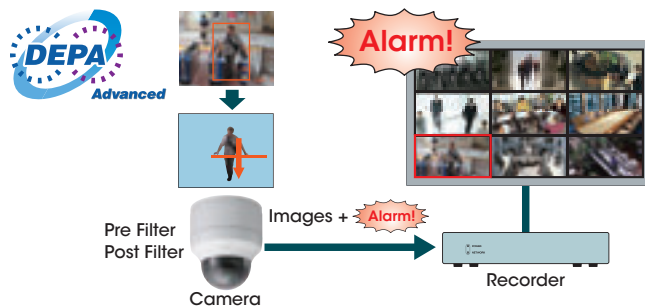 DEPA
Advanced
Alarm!
Pre Filter
Post Filter
Images + Alarm!
Camera
Recorder